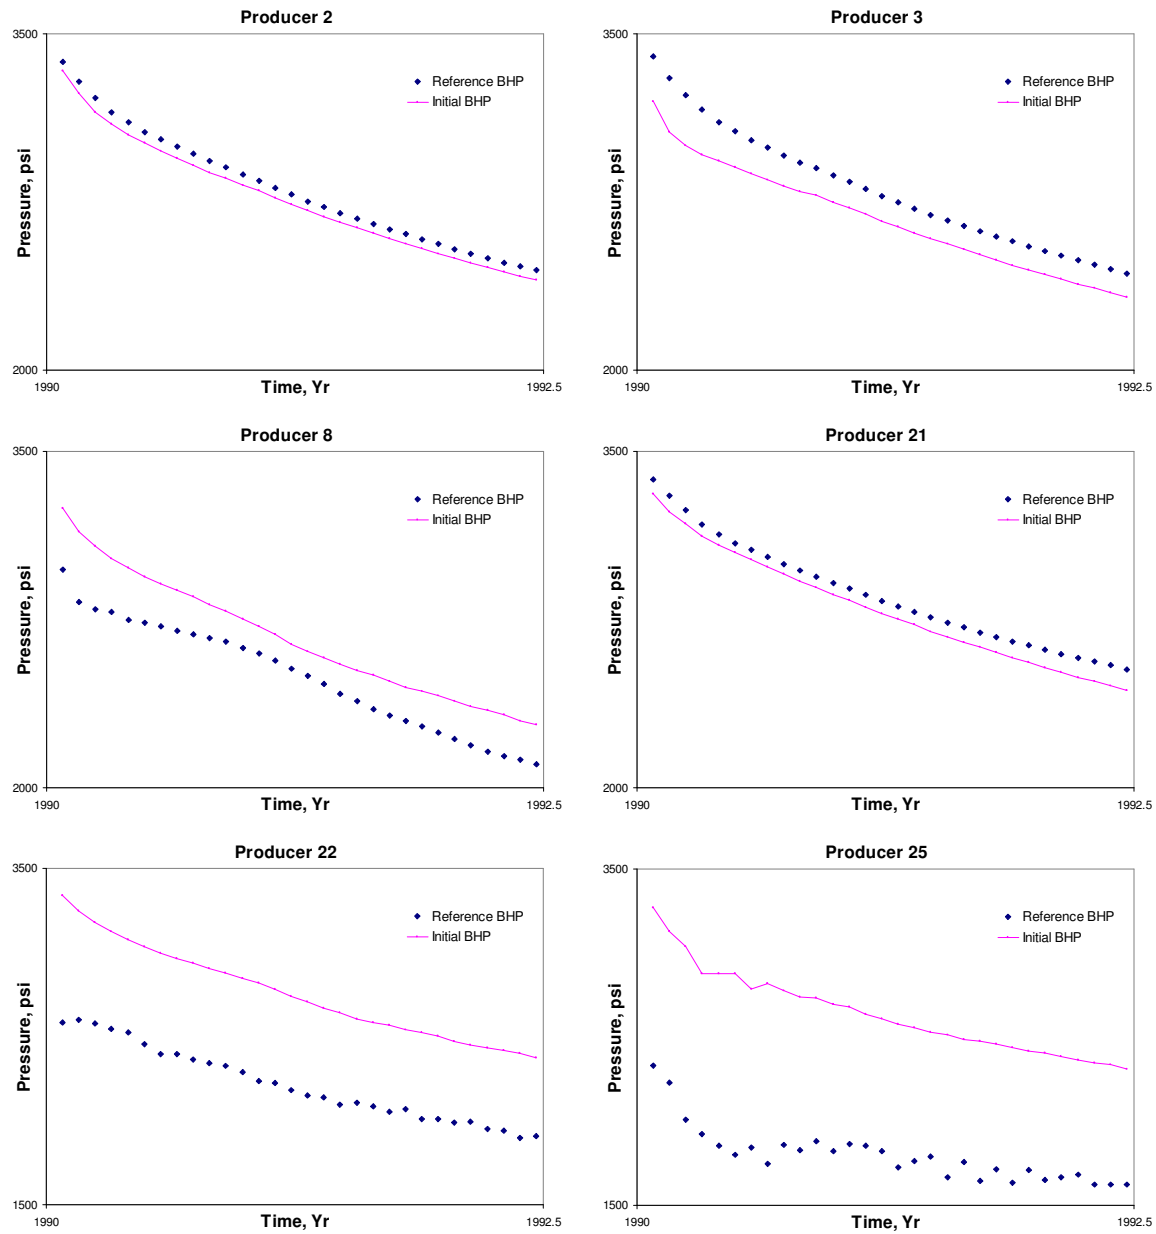 Producer 2
3500
Reference BHP
Initial BHP
Pressure, psi
2000
1990
Time, Yr
1992.5
Producer 3
3500
Reference BHP
Initial BHP
Pressure, psi
2000
1990
Time, Yr
1992.5
Producer 8
3500
Reference BHP
Initial BHP
Pressure, psi
2000
1990
Time, Yr
1992.5
Producer 21
3500
Reference BHP
Initial BHP
Pressure, psi
2000
1990
Time, Yr
1992.5
Producer 22
3500
Reference BHP
Initial BHP
Pressure, psi
1500
1990
Time, Yr
1992.5
Producer 25
3500
Reference BHP
Initial BHP
Pressure, psi
1500
1990
Time, Yr
1992.5